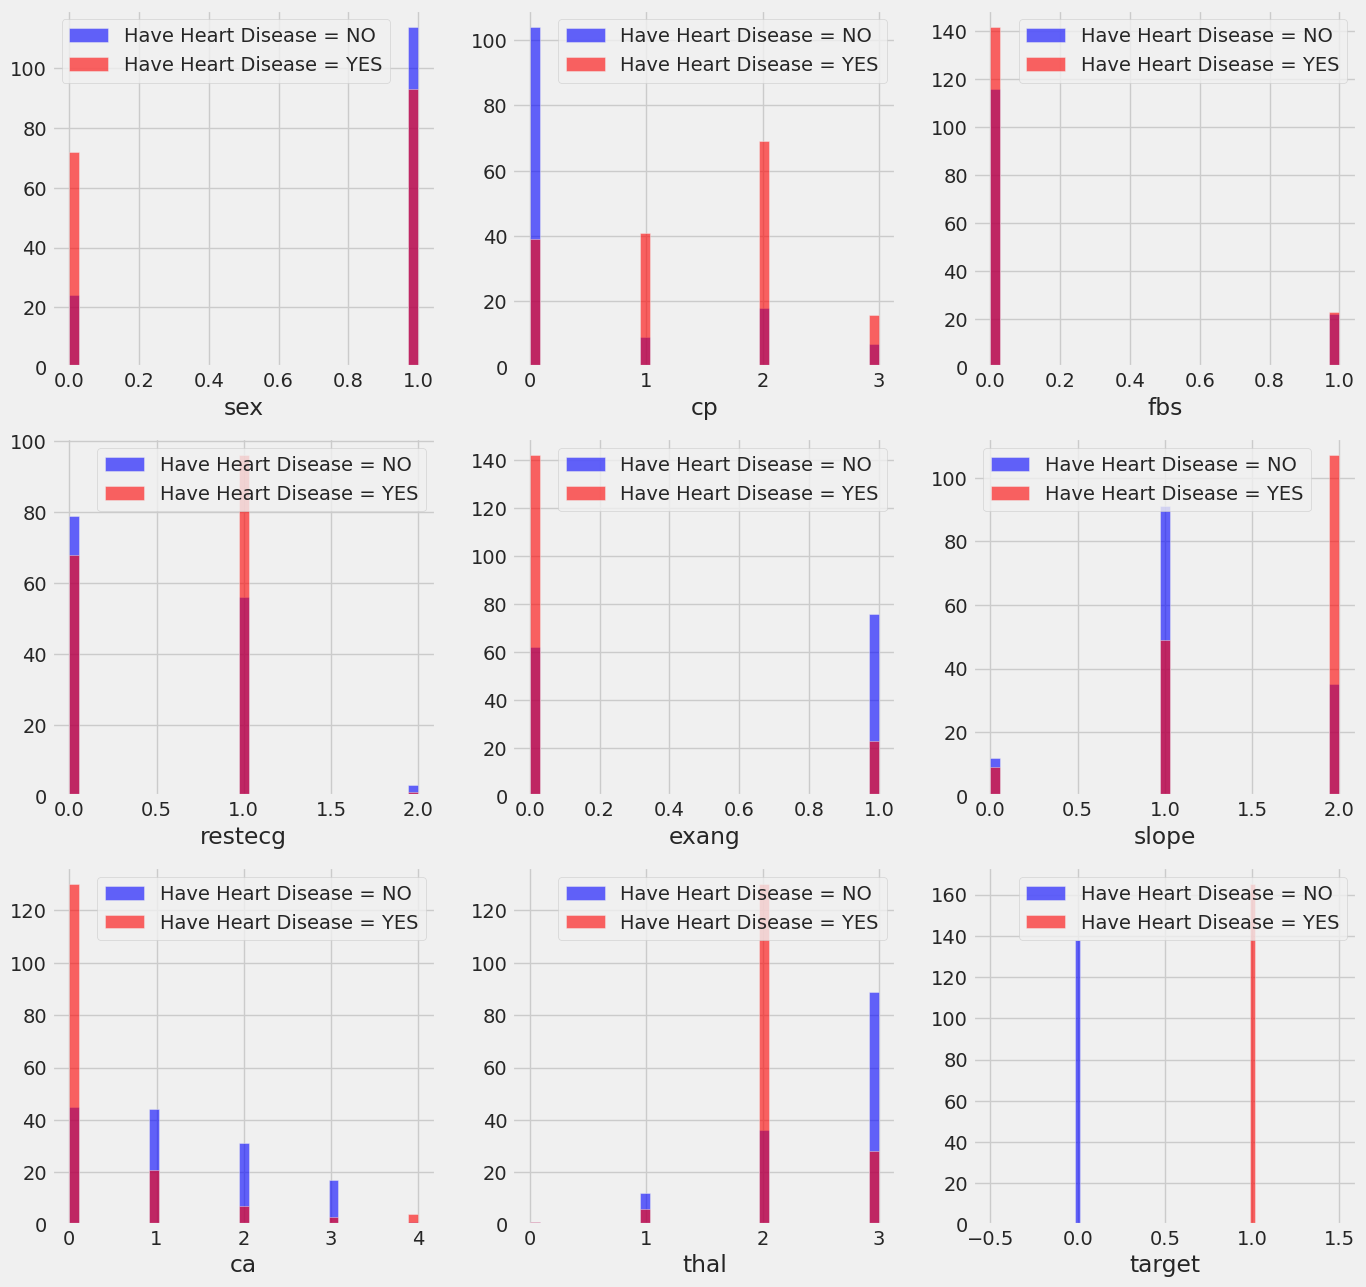 Have Heart Disease = NO
Have Heart Disease = YES
100
80
60
40
20
0
0.0 0.2 0.4 0.6 0.8 1.0
sex
Have Heart Disease = NO
Have Heart Disease = YES
100
80
60
40
20
0
0 1 2 3
cp
Have Heart Disease = NO
Have Heart Disease = YES
140
120
100
80
60
40
20
0
0.0 0.2 0.4 0.6 0.8 1.0
fbs
Have Heart Disease = NO
Have Heart Disease = YES
100
80
60
40
20
0
0.0 0.5 1.0 1.5 2.0
restecg
Have Heart Disease = NO
Have Heart Disease = YES
140
120
100
80
60
40
20
0
0.0 0.2 0.4 0.6 0.8 1.0
exang
Have Heart Disease = NO
Have Heart Disease = YES
100
80
60
40
20
0
0.0 0.5 1.0 1.5 2.0
slope
Have Heart Disease = NO
Have Heart Disease = YES
120
100
80
60
40
20
0
0 1 2 3 4
ca
Have Heart Disease = NO
Have Heart Disease = YES
120
100
80
60
40
20
0
0 1 2 3
thal
Have Heart Disease = NO
Have Heart Disease = YES
160
140
120
100
80
60
40
20
0
−0.5 0.0 0.5 1.0 1.5
target